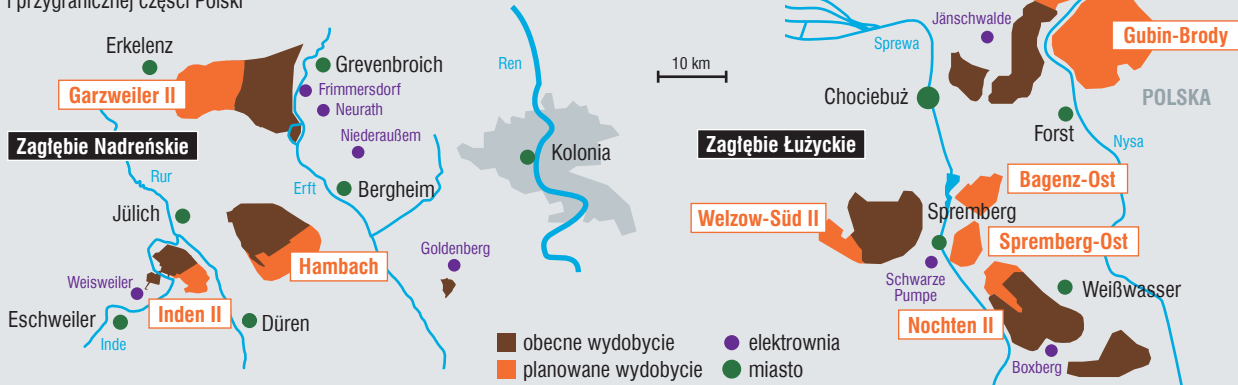 i przygranicznej części Polski
Erkelenz
Grevenbroich
Garzweiler II
Frimmersdorf
Neurath
Niederaußem
Zagłębie Nadreńskie
Rur
Erft
Bergheim
Jülich
Hambach
Goldenberg
Weisweiler
Inden II
Eschweiler
Düren
Inde
Ren
Kolonia
10 km
obecne wydobycie
planowane wydobycie
elektrownia
miasto
Jänschwalde
Sprewa
Gubin-Brody
Chociebuż
POLSKA
Forst
Nysa
Zagłębie Łużyckie
Bagenz-Ost
Welzow-Süd II
Spremberg
Spremberg-Ost
Schwarze
Pumpe
Weißwasser
Nochten II
Boxberg